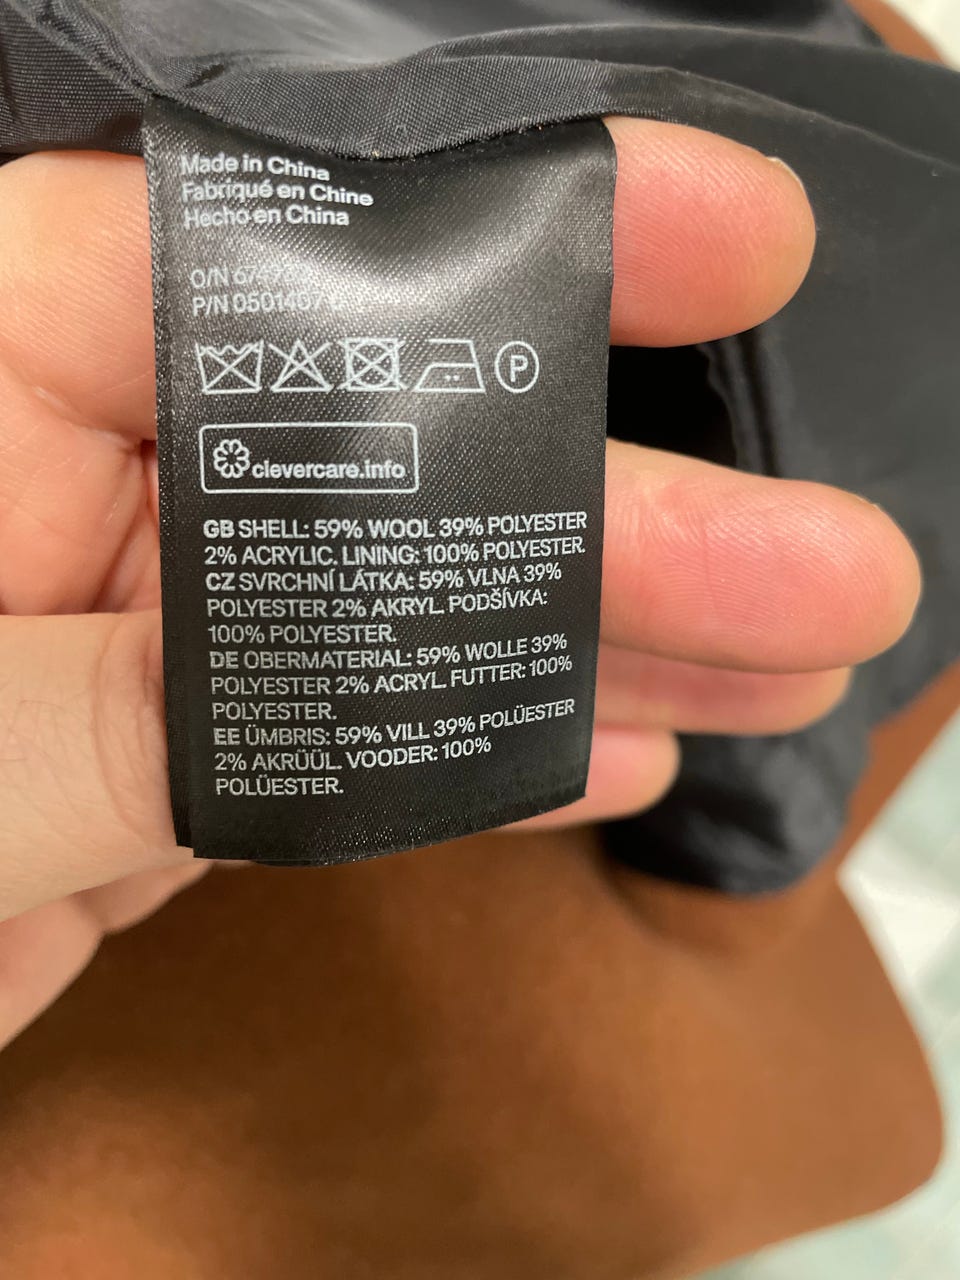 Made in China
Fabriqué en Chine
Hecho en China
O/N
P/N
P
clevercare.info
GB SHELL: 59% WOOL 39% POLYESTER
2% ACRYLIC. LINING: 100% POLYESTER.
CZ SVRCHNÍ LÁTKA: 59% VLNA 39%
POLYESTER 2% AKRYL. PODŠÍVKA:
100% POLYESTER.
DE OBERMATERIAL: 59% WOLLE 39%
POLYESTER 2% ACRYL. FUTTER: 100%
POLYESTER.
EE ÜMBRIS: 59% VILL 39% POLÜESTER
2% AKRÜÜL. VOODER: 100%
POLÜESTER.